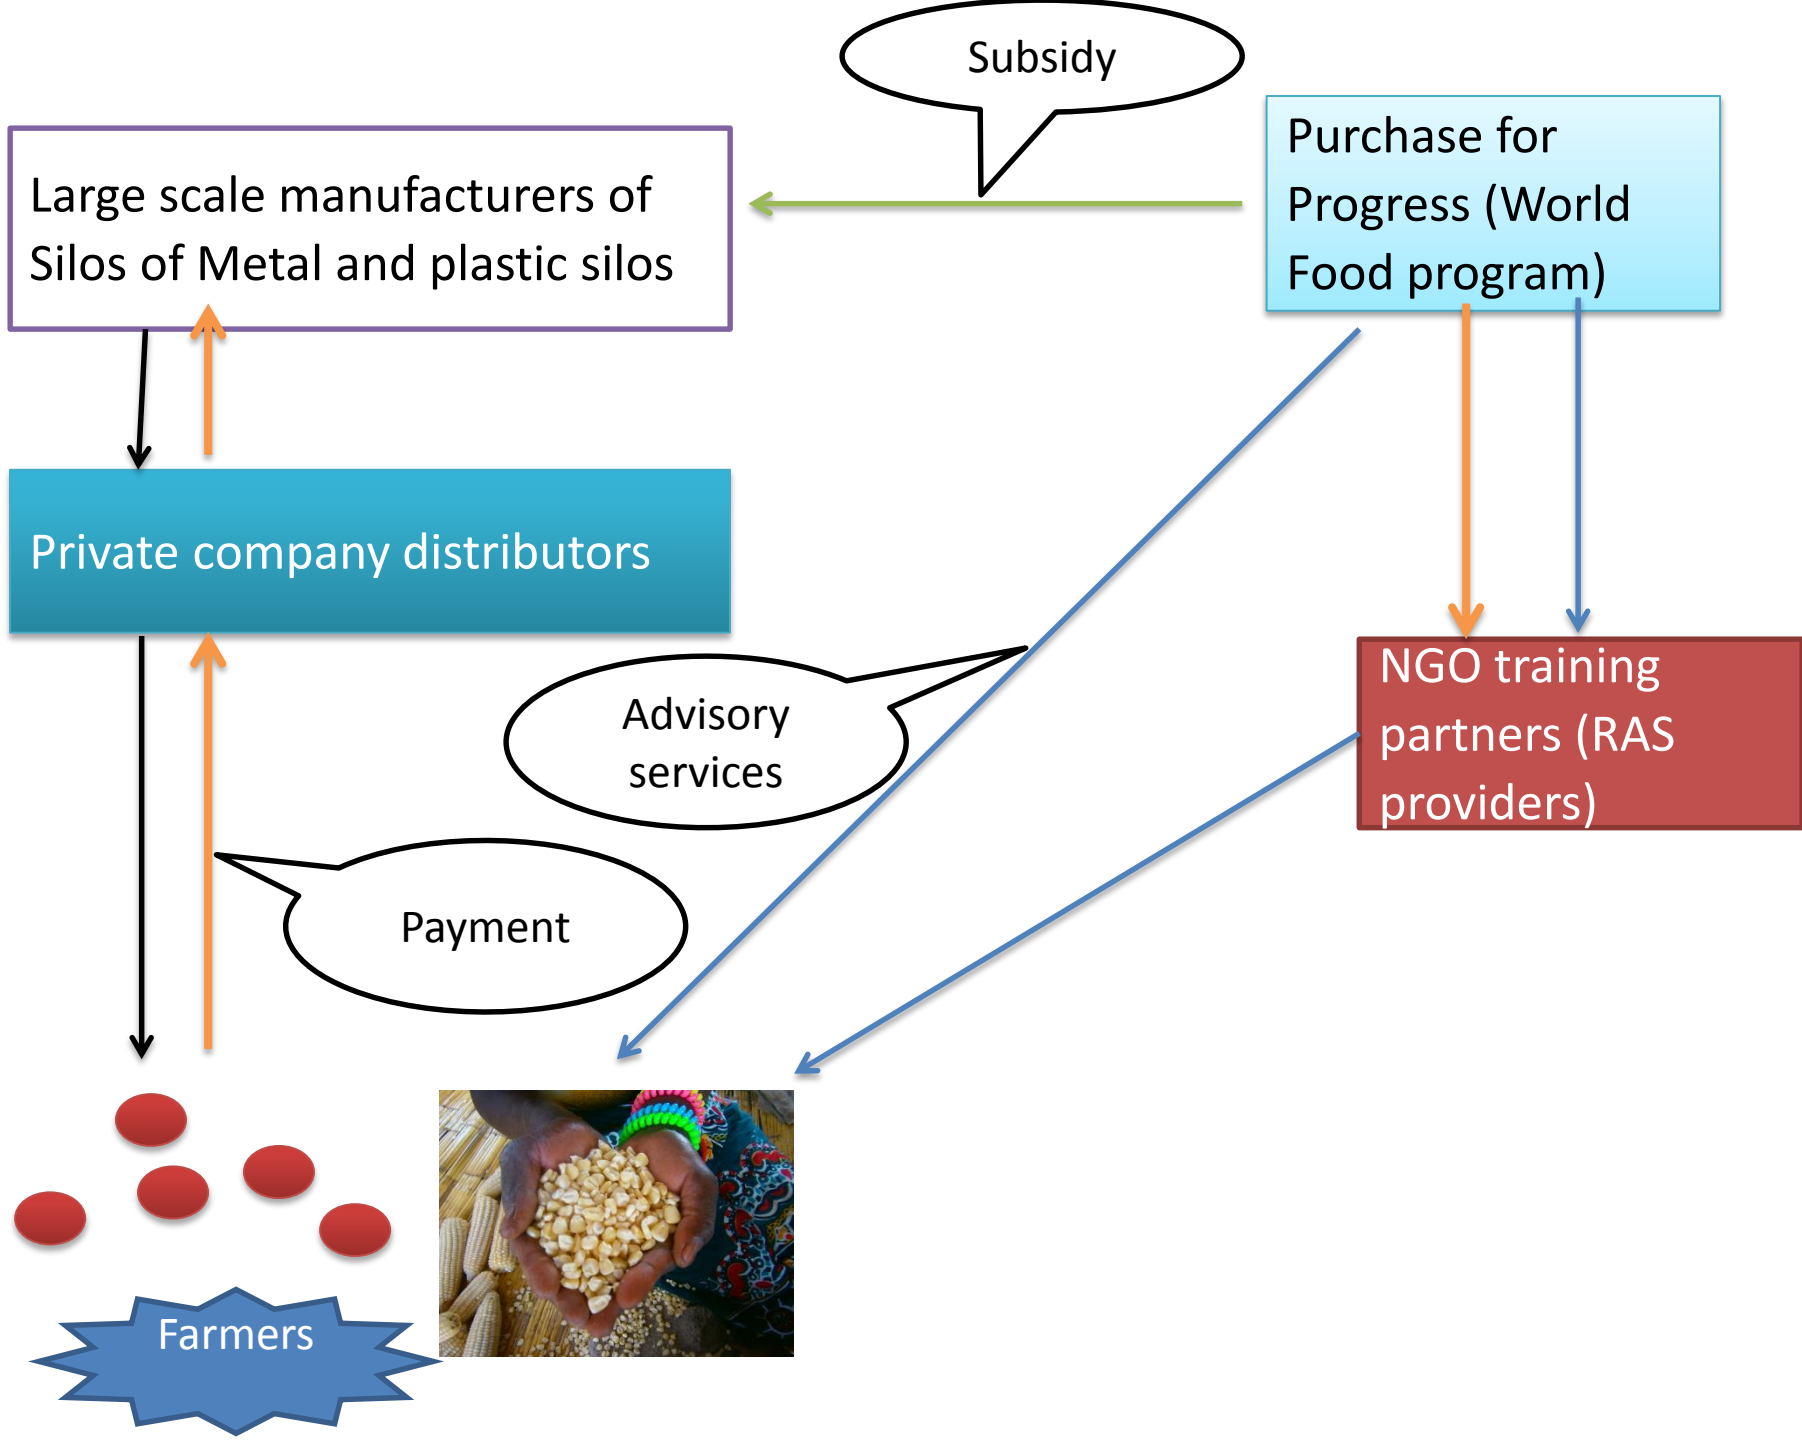 Subsidy
Purchase for
Progress (World
Food program)
Large scale manufacturers of
Silos of Metal and plastic silos
Private company distributors
NGO training
partners (RAS
providers)
Advisory
services
Payment
Farmers